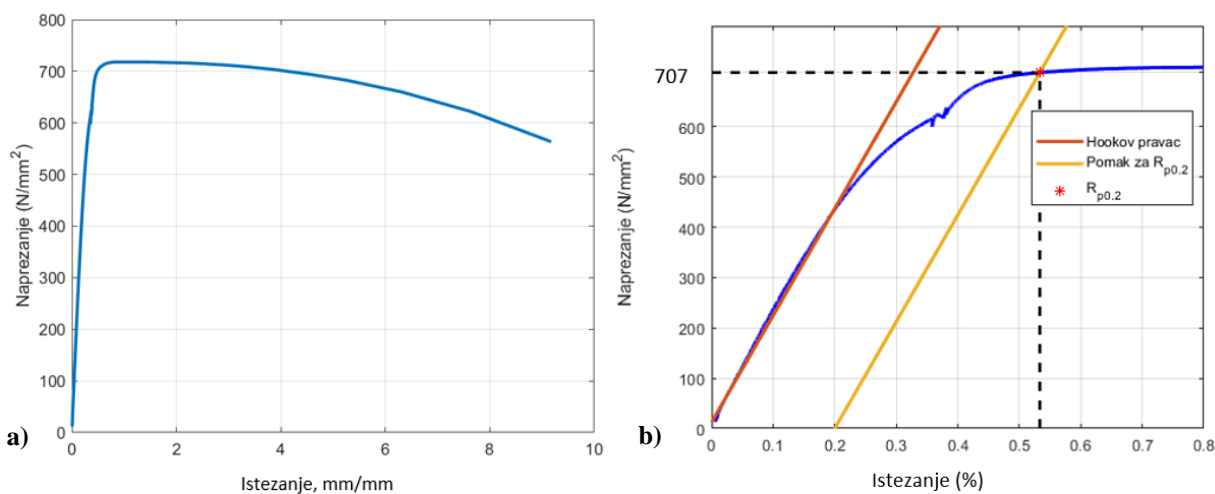 800
700
600
500
400
300
200
100
0
0 2 4 6 8 10
Naprezanje (N/mm²)
Istezanje, mm/mm
a)
707
600
500
400
300
200
100
0
0 0.1 0.2 0.3 0.4 0.5 0.6 0.7 0.8
Naprezanje (N/mm²)
Istezanje (%)
Hookov pravac
Pomak za Rp0.2
Rp0.2
b)